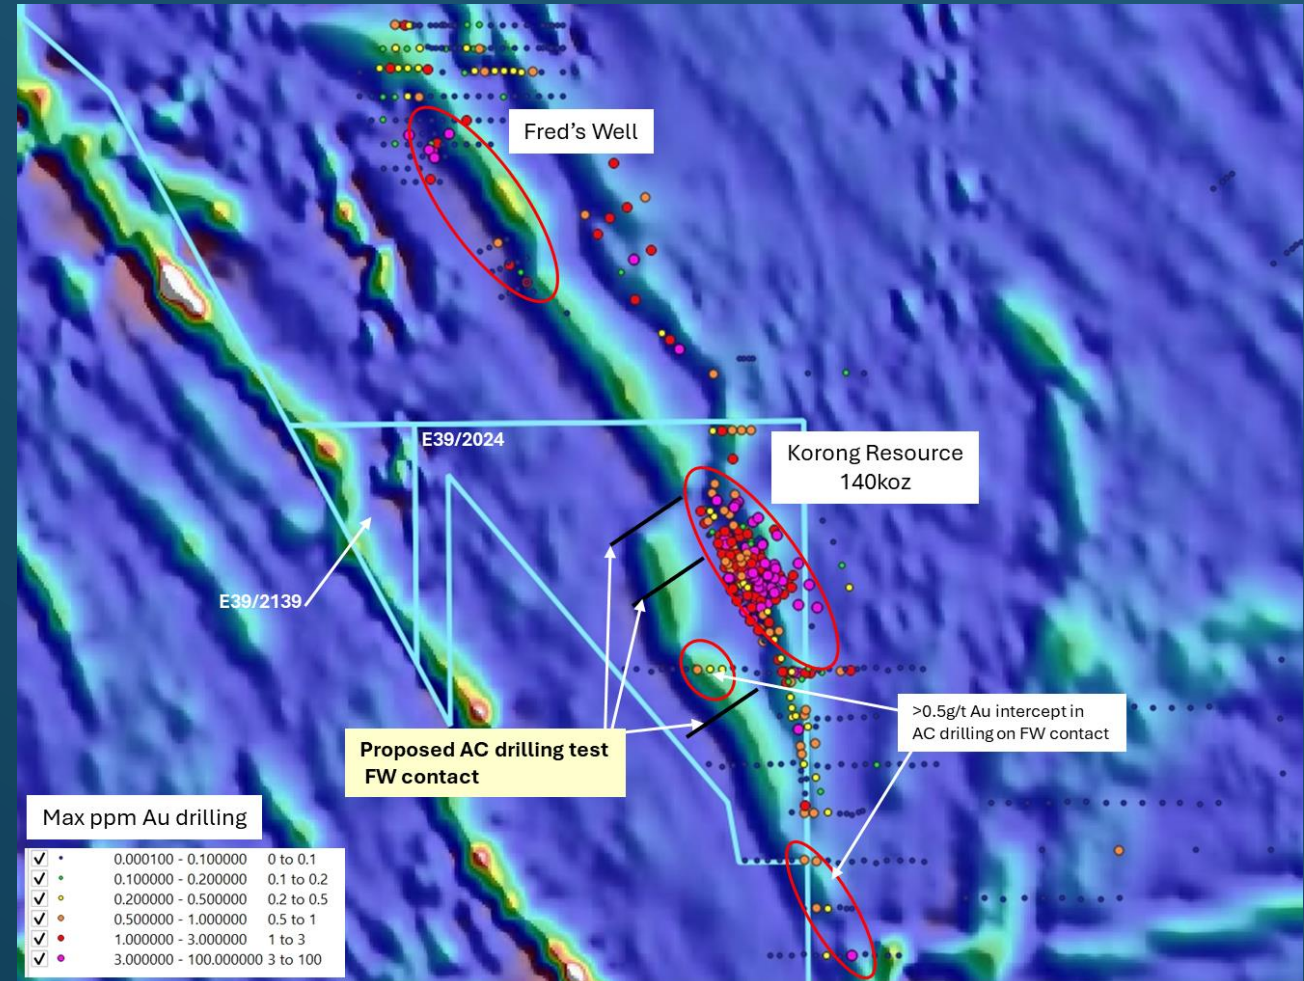 Fred's Well
E39/2024
Korong Resource
140koz
E39/2139
>0.5g/t Au intercept in
AC drilling on FW contact
Proposed AC drilling test
FW contact
Max ppm Au drilling
0.000100 - 0.100000 0 to 0.1
0.100000 - 0.200000 0.1 to 0.2
0.200000 - 0.500000 0.2 to 0.5
0.500000 - 1.000000 0.5 to 1
1.000000 - 3.000000 1 to 3
3.000000 - 100.000000 3 to 100